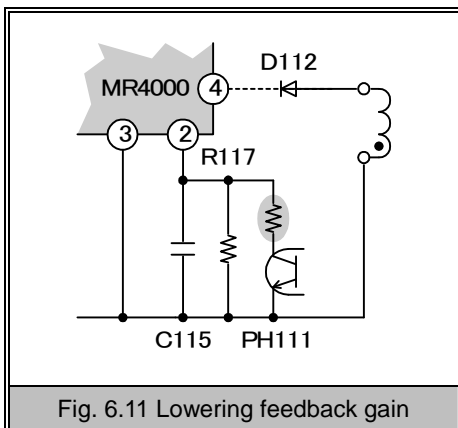 D112
MR4000
4
3
2
R117
C115
PH111
Fig. 6.11 Lowering feedback gain